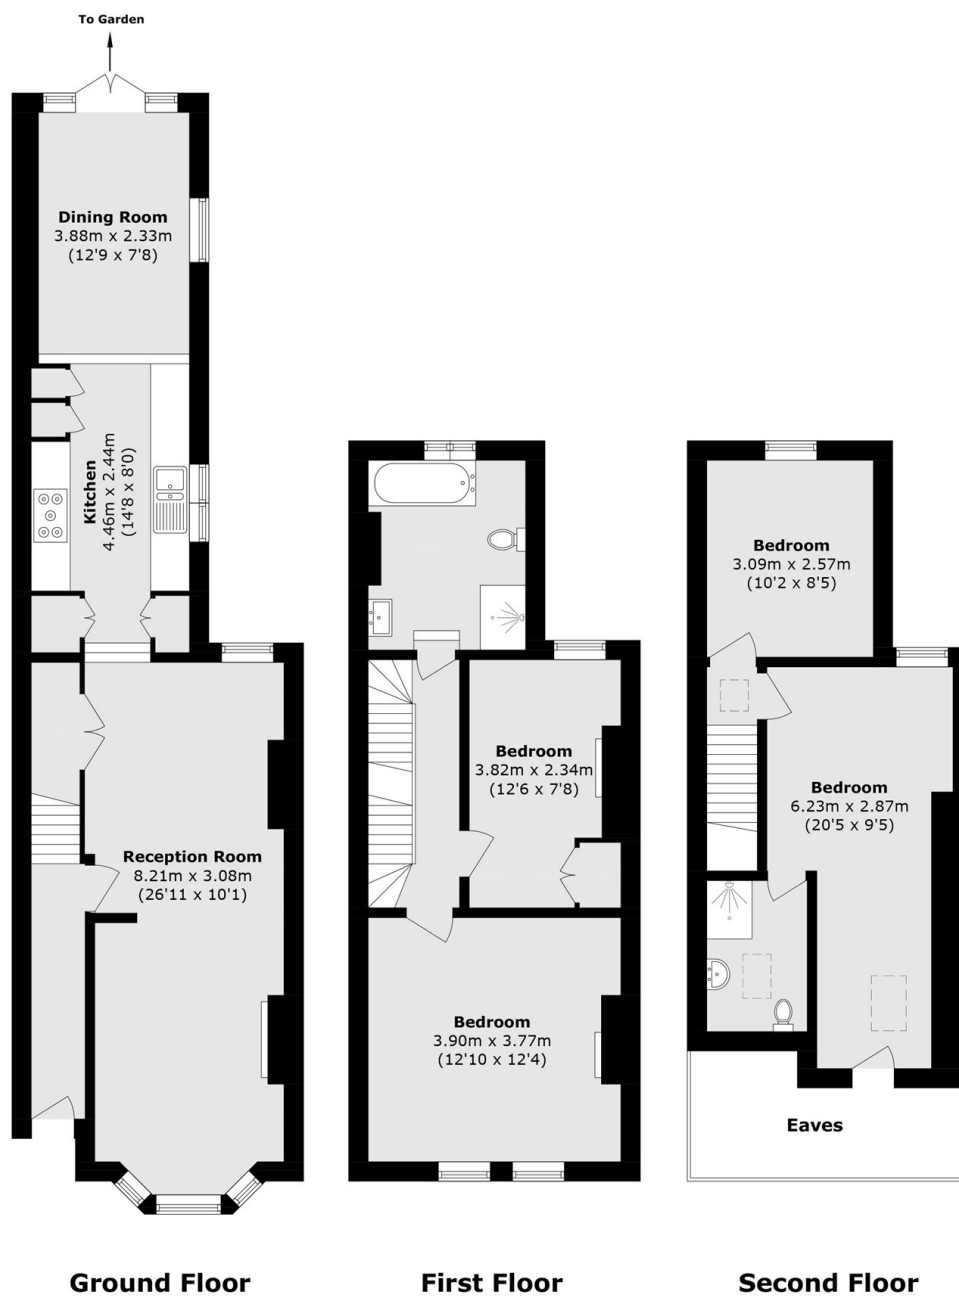 To Garden
Dining Room
3.88m x 2.33m
(12'9 x 7'8)
Kitchen
4.46m x 2.44m
(14'8 x 8'0)
Reception Room
8.21m x 3.08m
(26'11 x 10'1)
Ground Floor
Bedroom
3.82m x 2.34m
(12'6 x 7'8)
Bedroom
3.90m x 3.77m
(12'10 x 12'4)
First Floor
Bedroom
3.09m x 2.57m
(10'2 x 8'5)
Bedroom
6.23m x 2.87m
(20'5 x 9'5)
Eaves
Second Floor